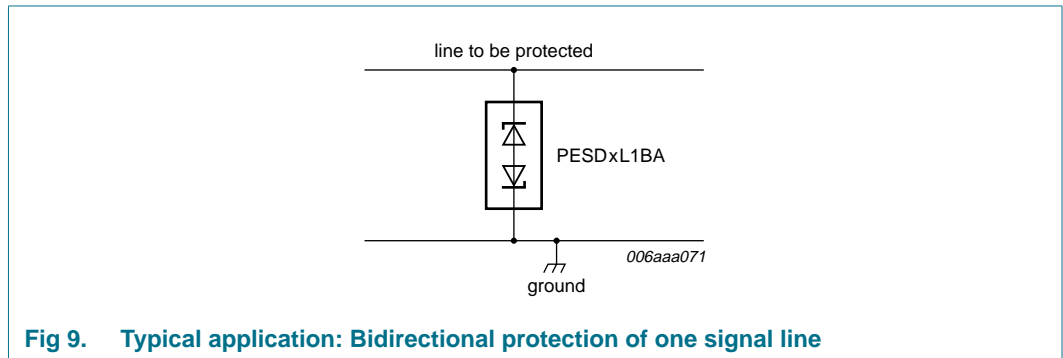 line to be protected
PESDxL1BA
006aaa071
ground
Fig 9. Typical application: Bidirectional protection of one signal line